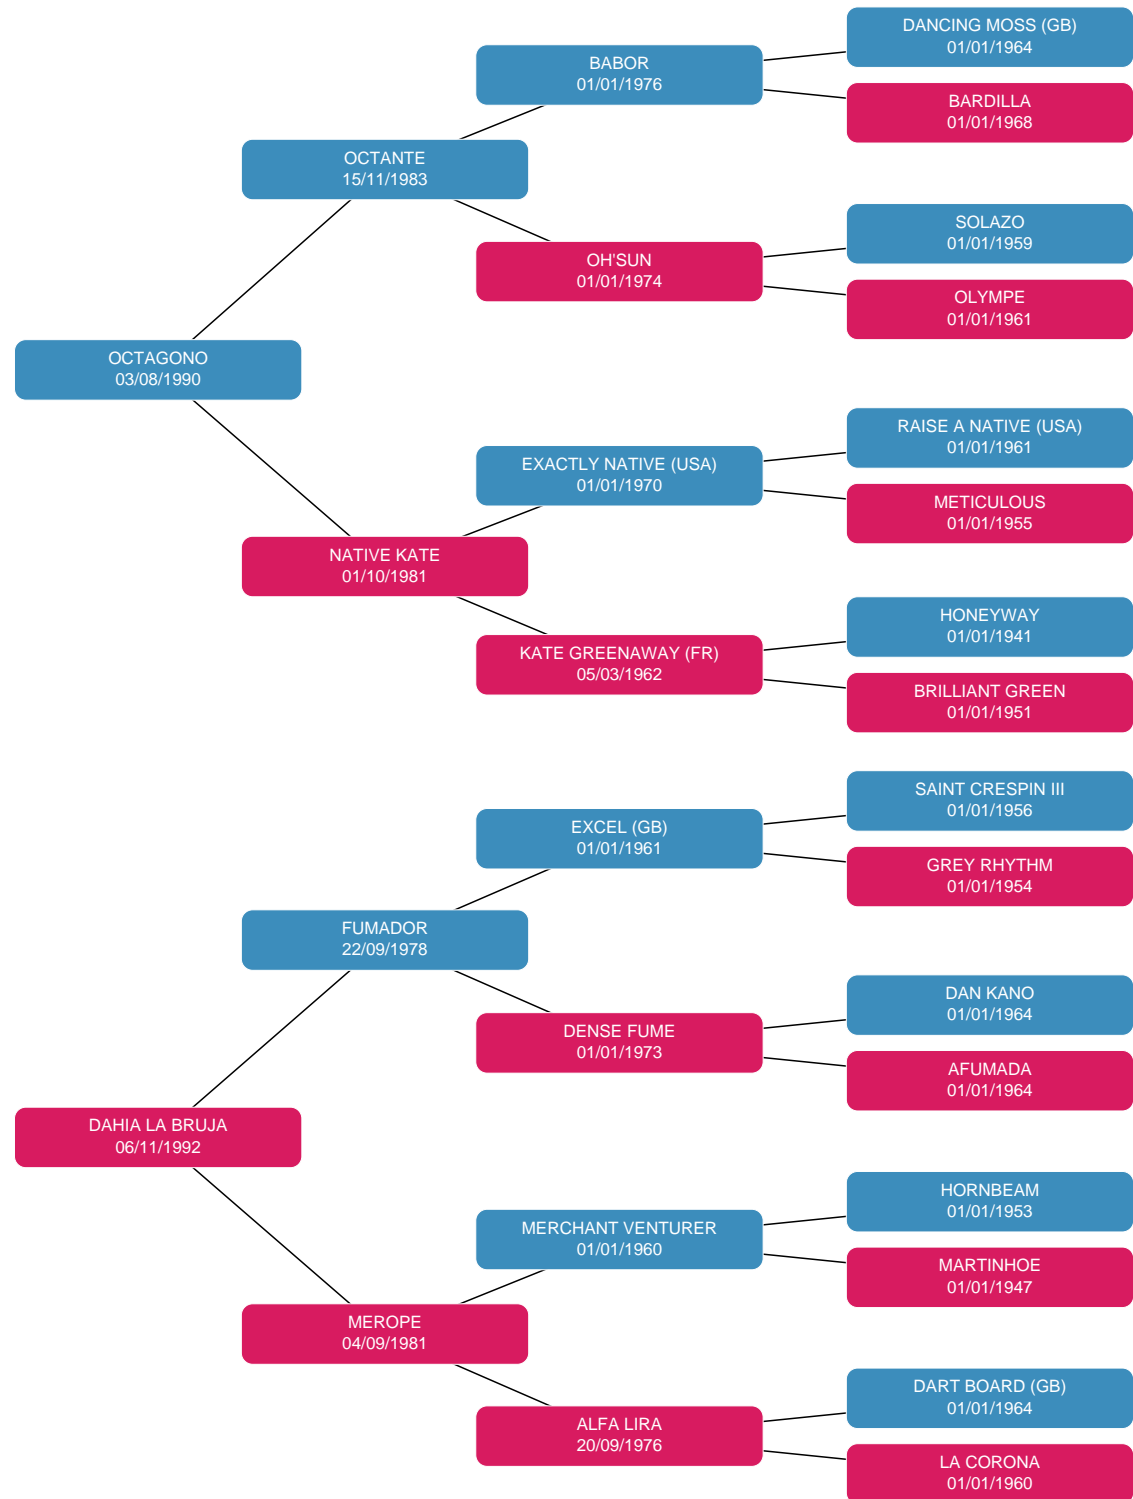 DANCING MOSS (GB)
01/01/1964
BABOR
01/01/1976
BARDILLA
01/01/1968
OCTANTE
15/11/1983
SOLAZO
01/01/1959
OH'SUN
01/01/1974
OLYMPE
01/01/1961
OCTAGONO
03/08/1990
RAISE A NATIVE (USA)
01/01/1961
EXACTLY NATIVE (USA)
01/01/1970
METICULOUS
01/01/1955
NATIVE KATE
01/10/1981
HONEYWAY
01/01/1941
KATE GREENAWAY (FR)
05/03/1962
BRILLIANT GREEN
01/01/1951
SAINT CRESPIN III
01/01/1956
EXCEL (GB)
01/01/1961
GREY RHYTHM
01/01/1954
FUMADOR
22/09/1978
DAN KANO
01/01/1964
DENSE FUME
01/01/1973
AFUMADA
01/01/1964
DAHIA LA BRUJA
06/11/1992
HORNBEAM
01/01/1953
MERCHANT VENTURER
01/01/1960
MARTINHOE
01/01/1947
MEROPE
04/09/1981
DART BOARD (GB)
01/01/1964
ALFA LIRA
20/09/1976
LA CORONA
01/01/1960